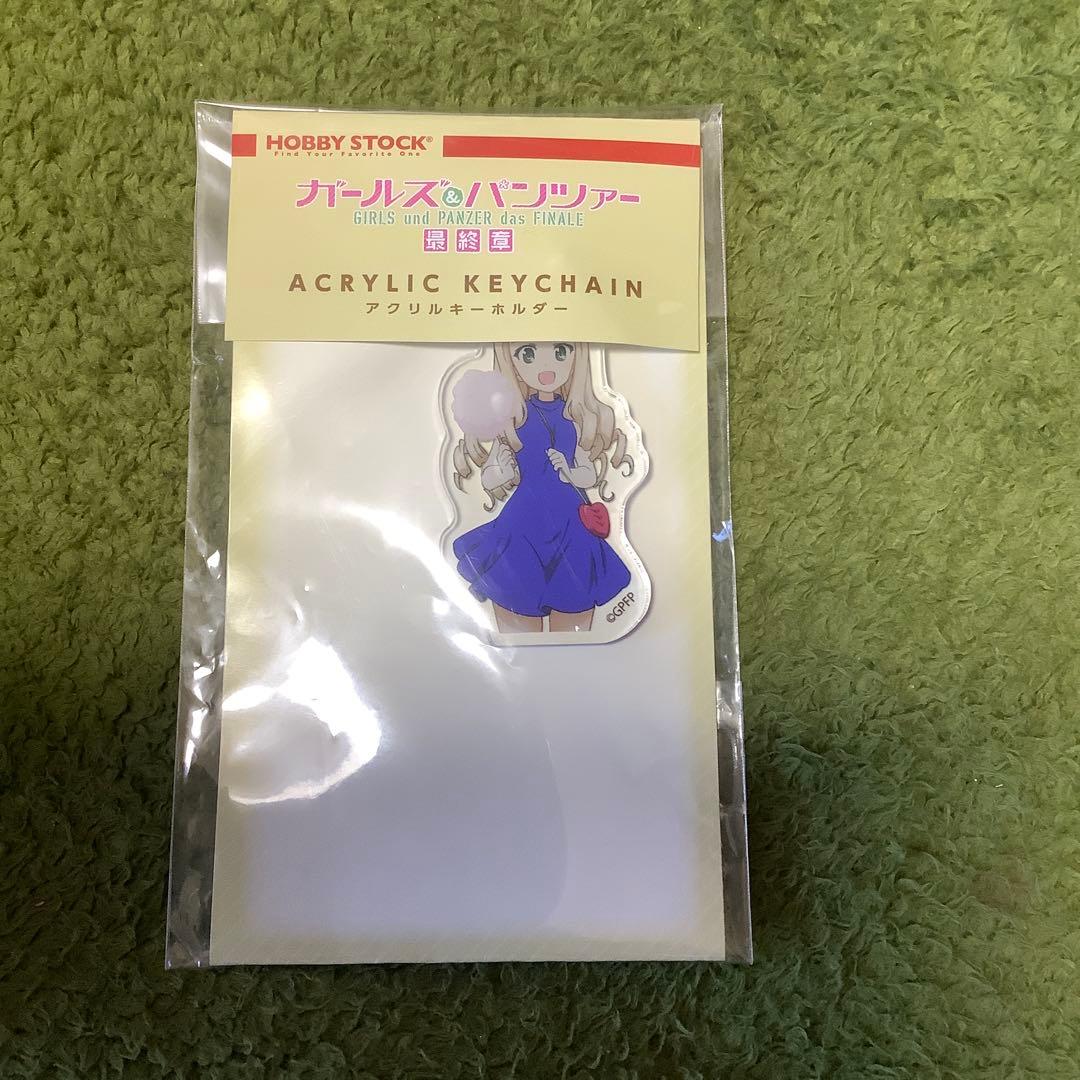 HOBBY STOCK®
Find Your Favorite One
ガールズ&パンツァー
GIRLS und PANZER das FINALE
最終章
ACRYLIC KEYCHAIN
アクリルキーホルダー
©GPFP